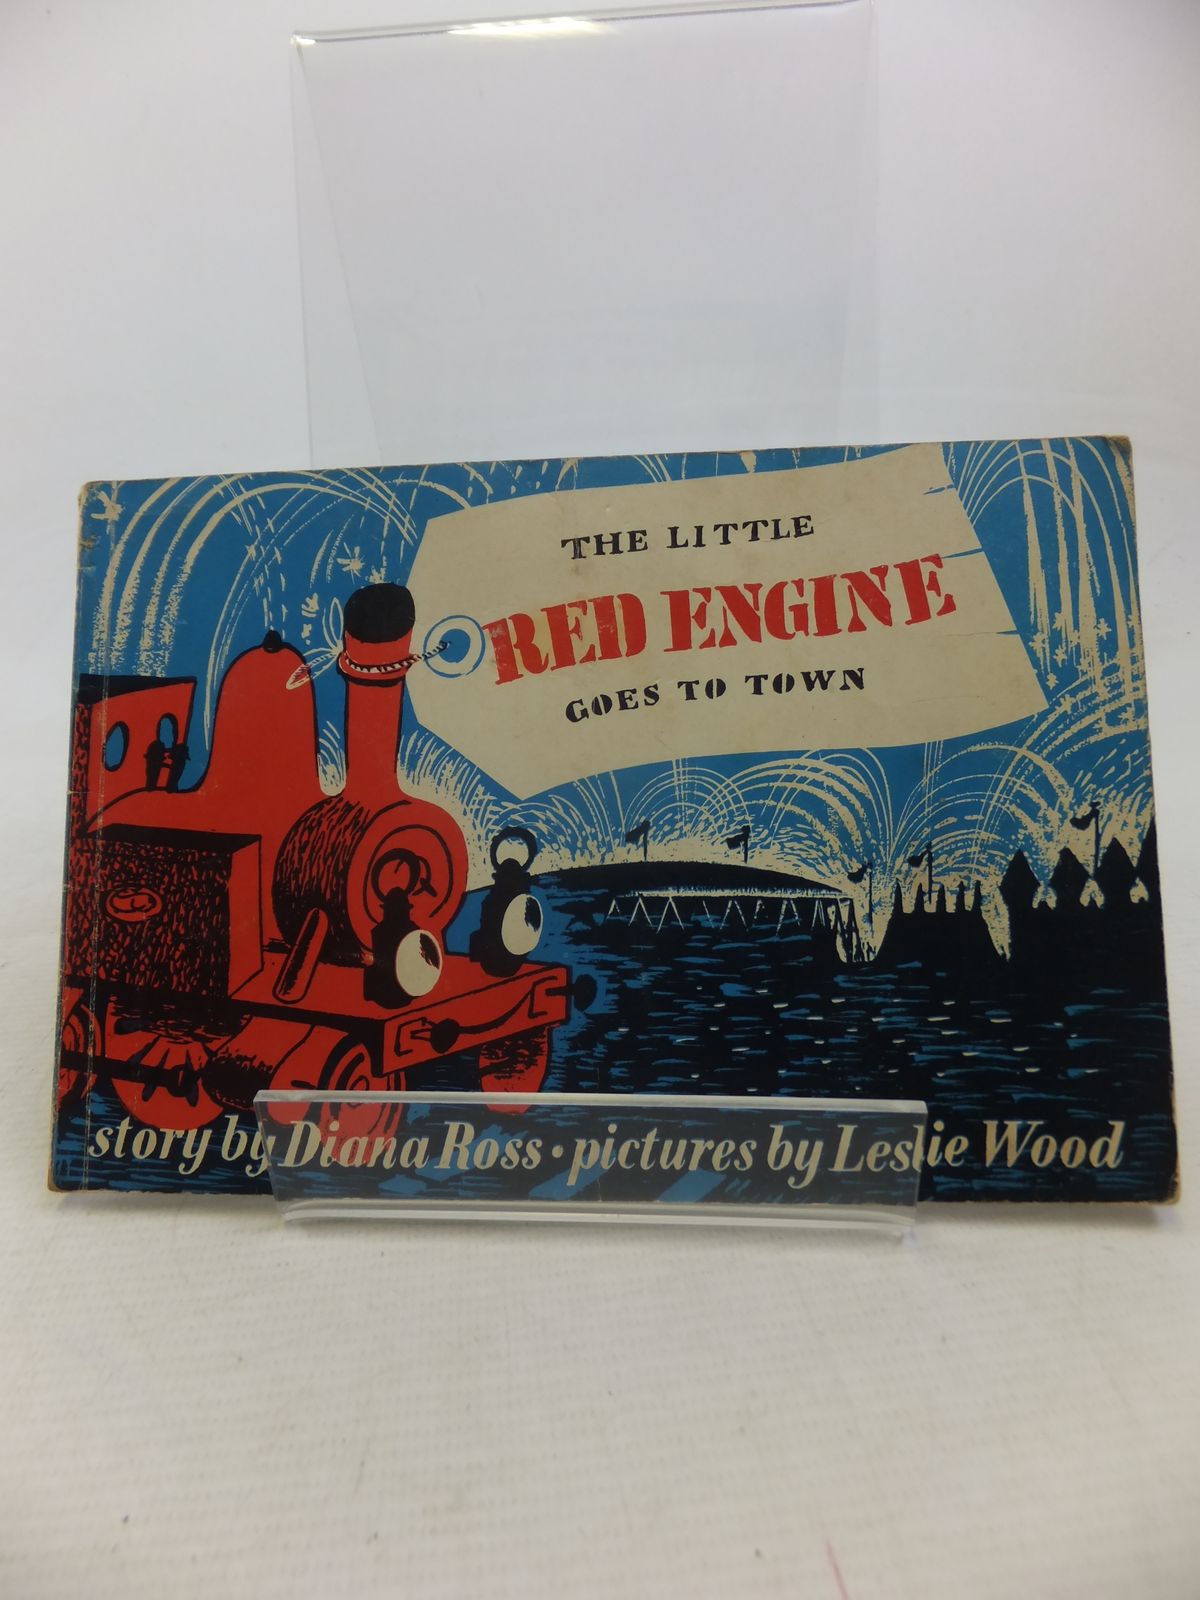 THE LITTLE
RED ENGINE
GOES TO TOWN
story by Diana Ross • pictures by Leslie Wood